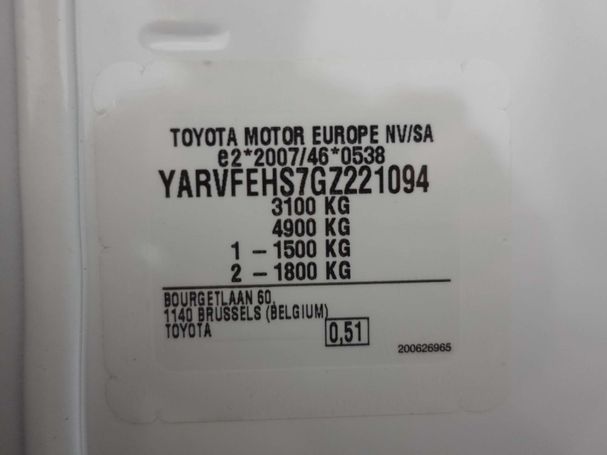 TOYOTA MOTOR EUROPE NV/SA
e2*2007/46*0538
YARVFEHS7GZ221094
3100 KG
4900 KG
1 - 1500 KG
2 - 1800 KG
BOURGETLAAN 60,
1140 BRUSSELS (BELGIUM)
TOYOTA
0,51
200626965